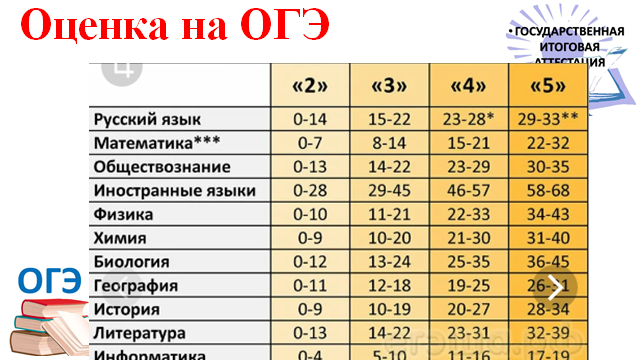 Оценка на ОГЭ
• ГОСУДАРСТВЕННАЯ
ИТОГОВАЯ
АТТЕСТАЦИЯ
«2» «3» «4» «5»
Русский язык 0-14 15-22 23-28* 29-33**
Математика*** 0-7 8-14 15-21 22-32
Обществознание 0-13 14-22 23-29 30-35
Иностранные языки 0-28 29-45 46-57 58-68
Физика 0-10 11-21 22-33 34-43
Химия 0-9 10-20 21-30 31-40
Биология 0-12 13-24 25-35 36-45
География 0-11 12-18 19-25 26-31
История 0-9 10-19 20-27 28-34
Литература 0-13 14-22 23-31 32-39
Информатика 0-4 5-10 11-16 17-19
ОГЭ